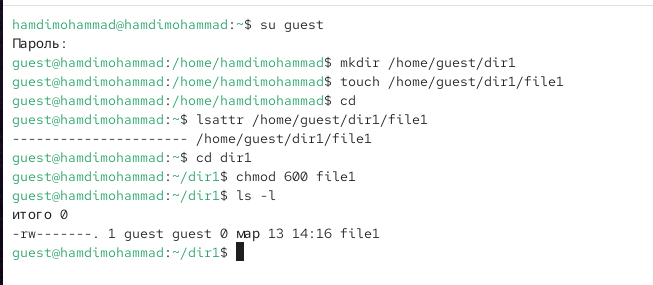 hamdimohammad@hamdimohammad:~$ su guest
Пароль:
guest@hamdimohammad:/home/hamdimohammad$ mkdir /home/guest/dir1
guest@hamdimohammad:/home/hamdimohammad$ touch /home/guest/dir1/file1
guest@hamdimohammad:/home/hamdimohammad$ cd
guest@hamdimohammad:~$ lsattr /home/guest/dir1/file1
---------------------- /home/guest/dir1/file1
guest@hamdimohammad:~$ cd dir1
guest@hamdimohammad:~/dir1$ chmod 600 file1
guest@hamdimohammad:~/dir1$ ls -l
итого 0
-rw-------. 1 guest guest 0 мар 13 14:16 file1
guest@hamdimohammad:~/dir1$